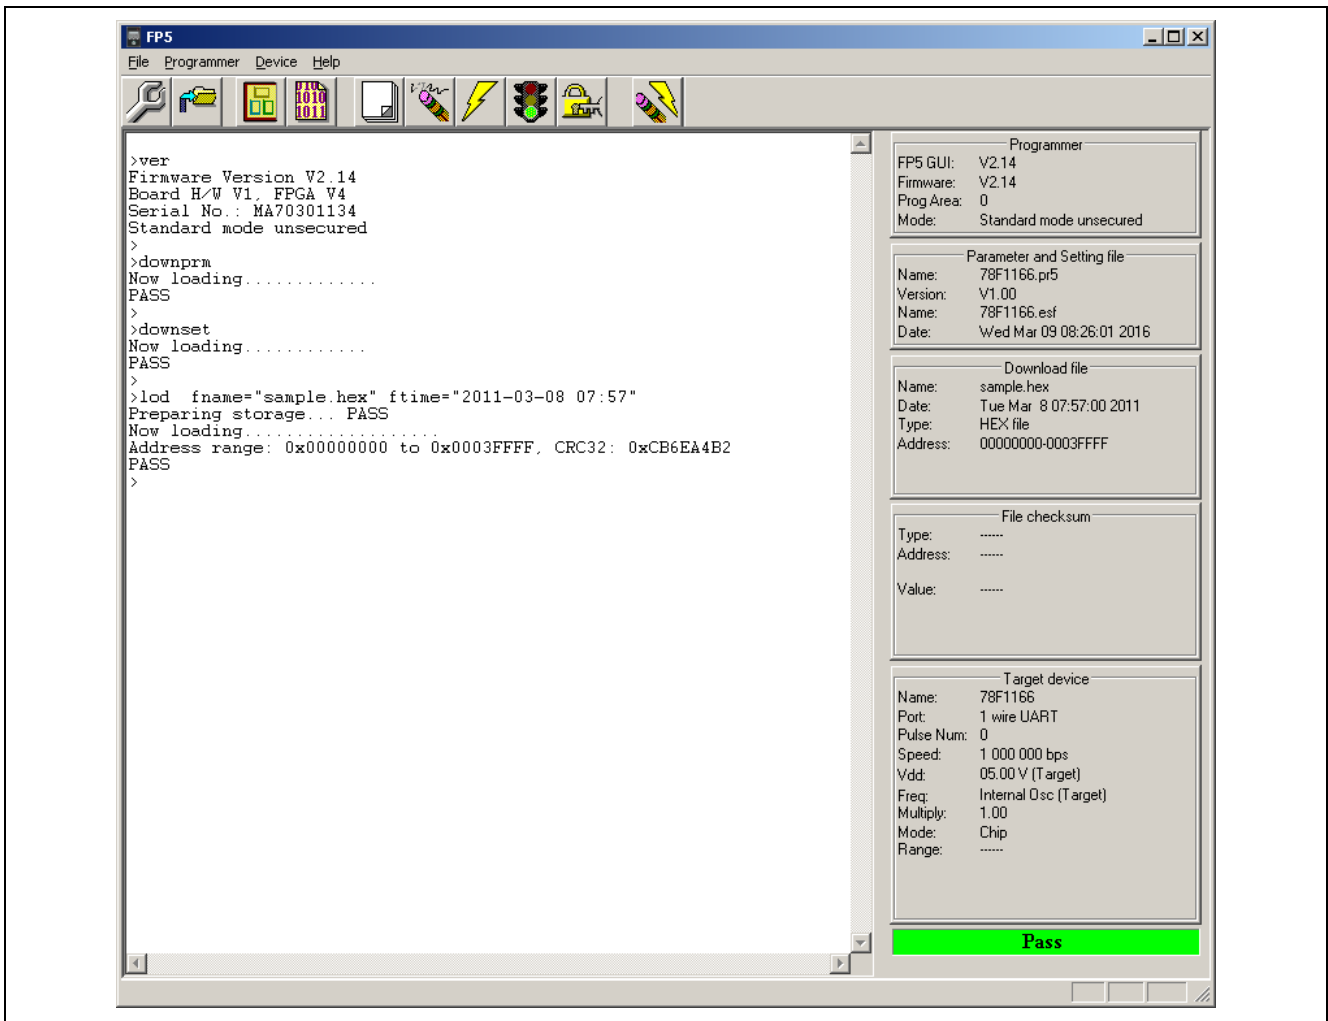 FP5
File Programmer Device Help
1010
1011
>ver
Firmware Version V2.14
Board H/W V1, FPGA V4
Serial No.: MA70301134
Standard mode unsecured
>
>downprm
Now loading.............
PASS
>
>downset
Now loading............
PASS
>
>lod fname="sample.hex" ftime="2011-03-08 07:57"
Preparing storage... PASS
Now loading...................
Address range: 0x00000000 to 0x0003FFFF, CRC32: 0xCB6EA4B2
PASS
>
Programmer
FP5 GUI: V2.14
Firmware: V2.14
Prog Area: 0
Mode: Standard mode unsecured
Parameter and Setting file
Name: 78F1166.pr5
Version: V1.00
Name: 78F1166.esf
Date: Wed Mar 09 08:26:01 2016
Download file
Name: sample.hex
Date: Tue Mar 8 07:57:00 2011
Type: HEX file
Address: 00000000-0003FFFF
File checksum
Type: ------
Address: ------
Value: ------
Target device
Name: 78F1166
Port: 1 wire UART
Pulse Num: 0
Speed: 1 000 000 bps
Vdd: 05.00 V (Target)
Freq: Internal Osc (Target)
Multiply: 1.00
Mode: Chip
Range: ------
Pass